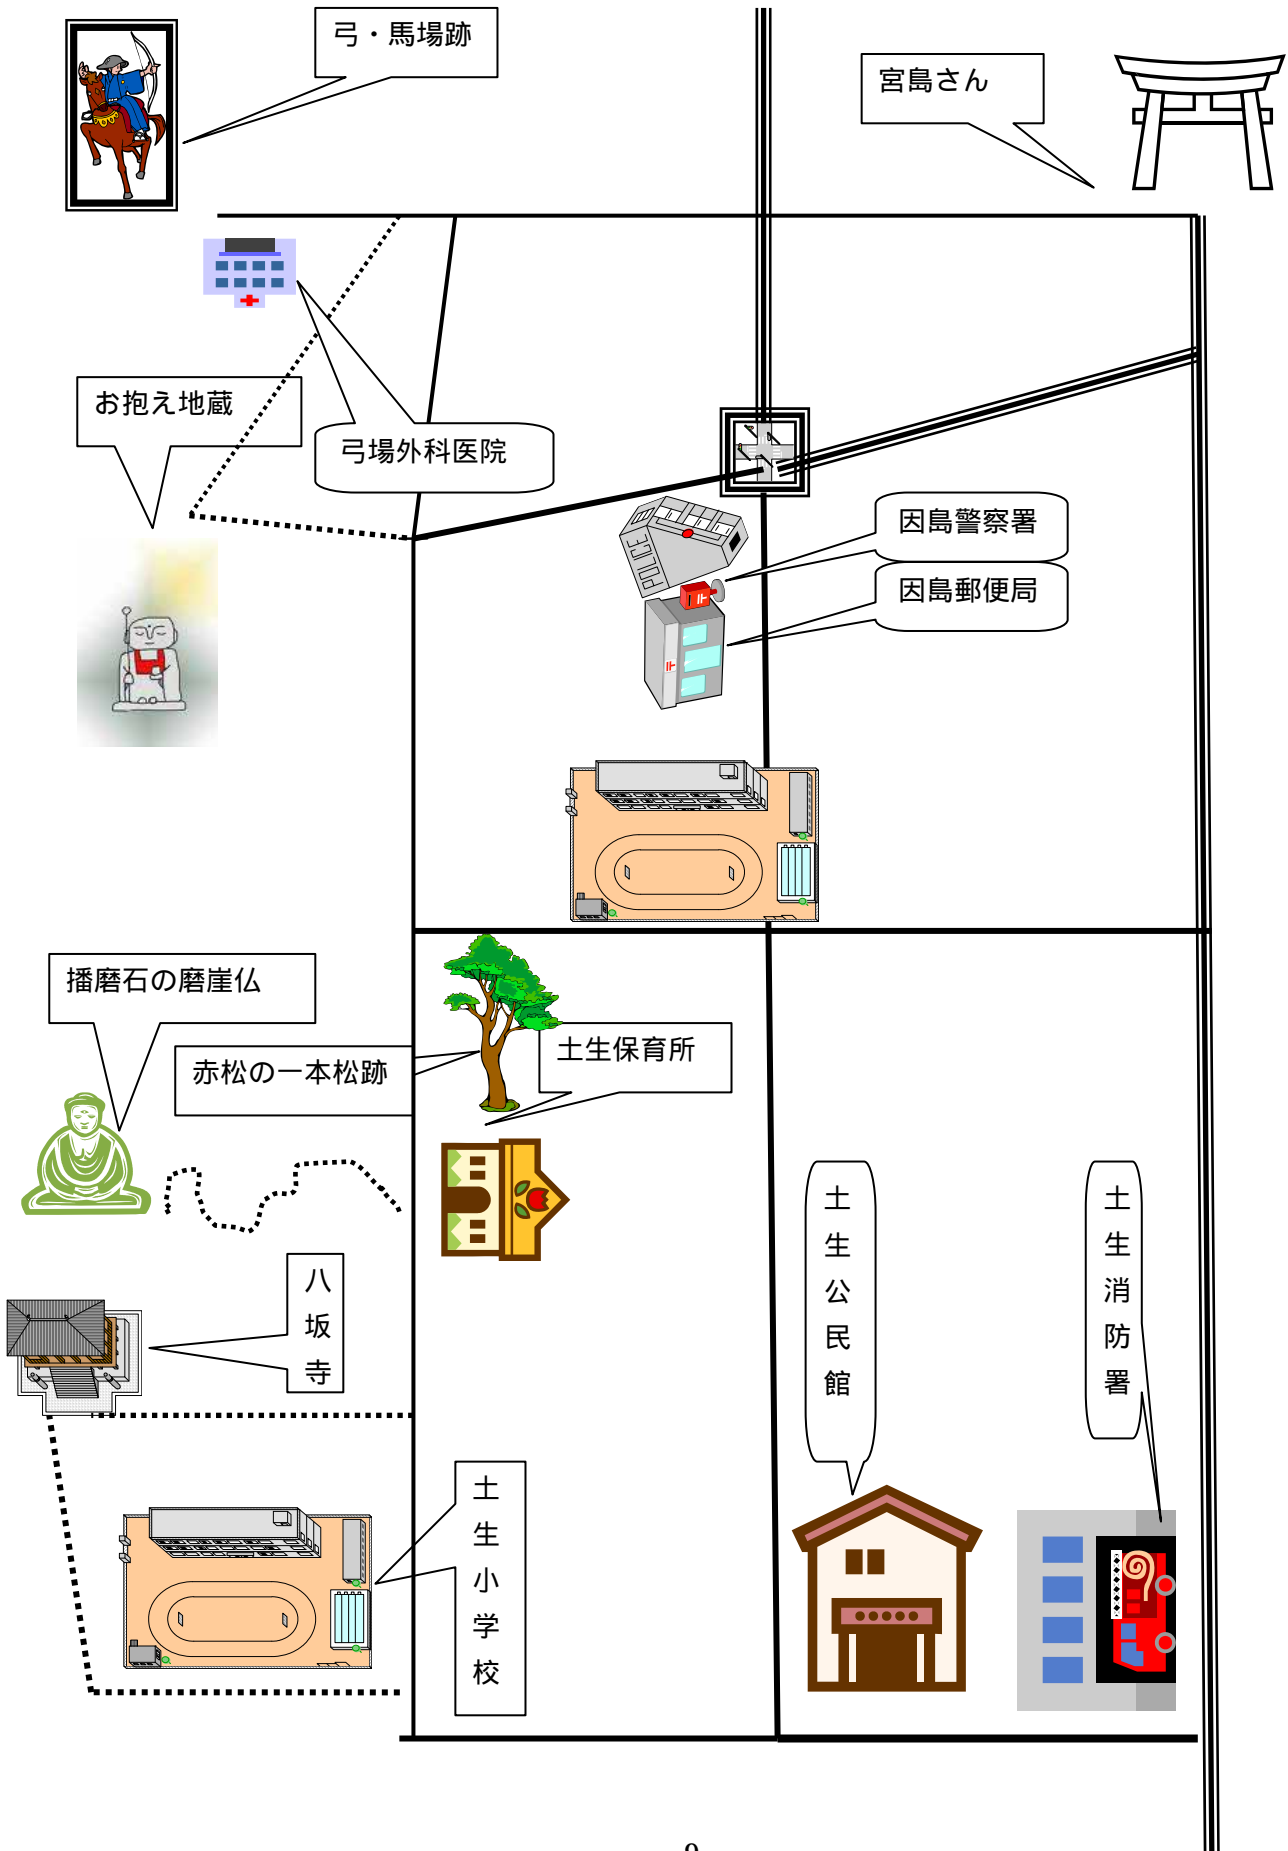 弓・馬場跡
宮島さん
お抱え地蔵
弓場外科医院
因島警察署
因島郵便局
POLICE
播磨石の磨崖仏
赤松の一本松跡
土生保育所
土生公民館
土生消防署
八坂寺
土生小学校